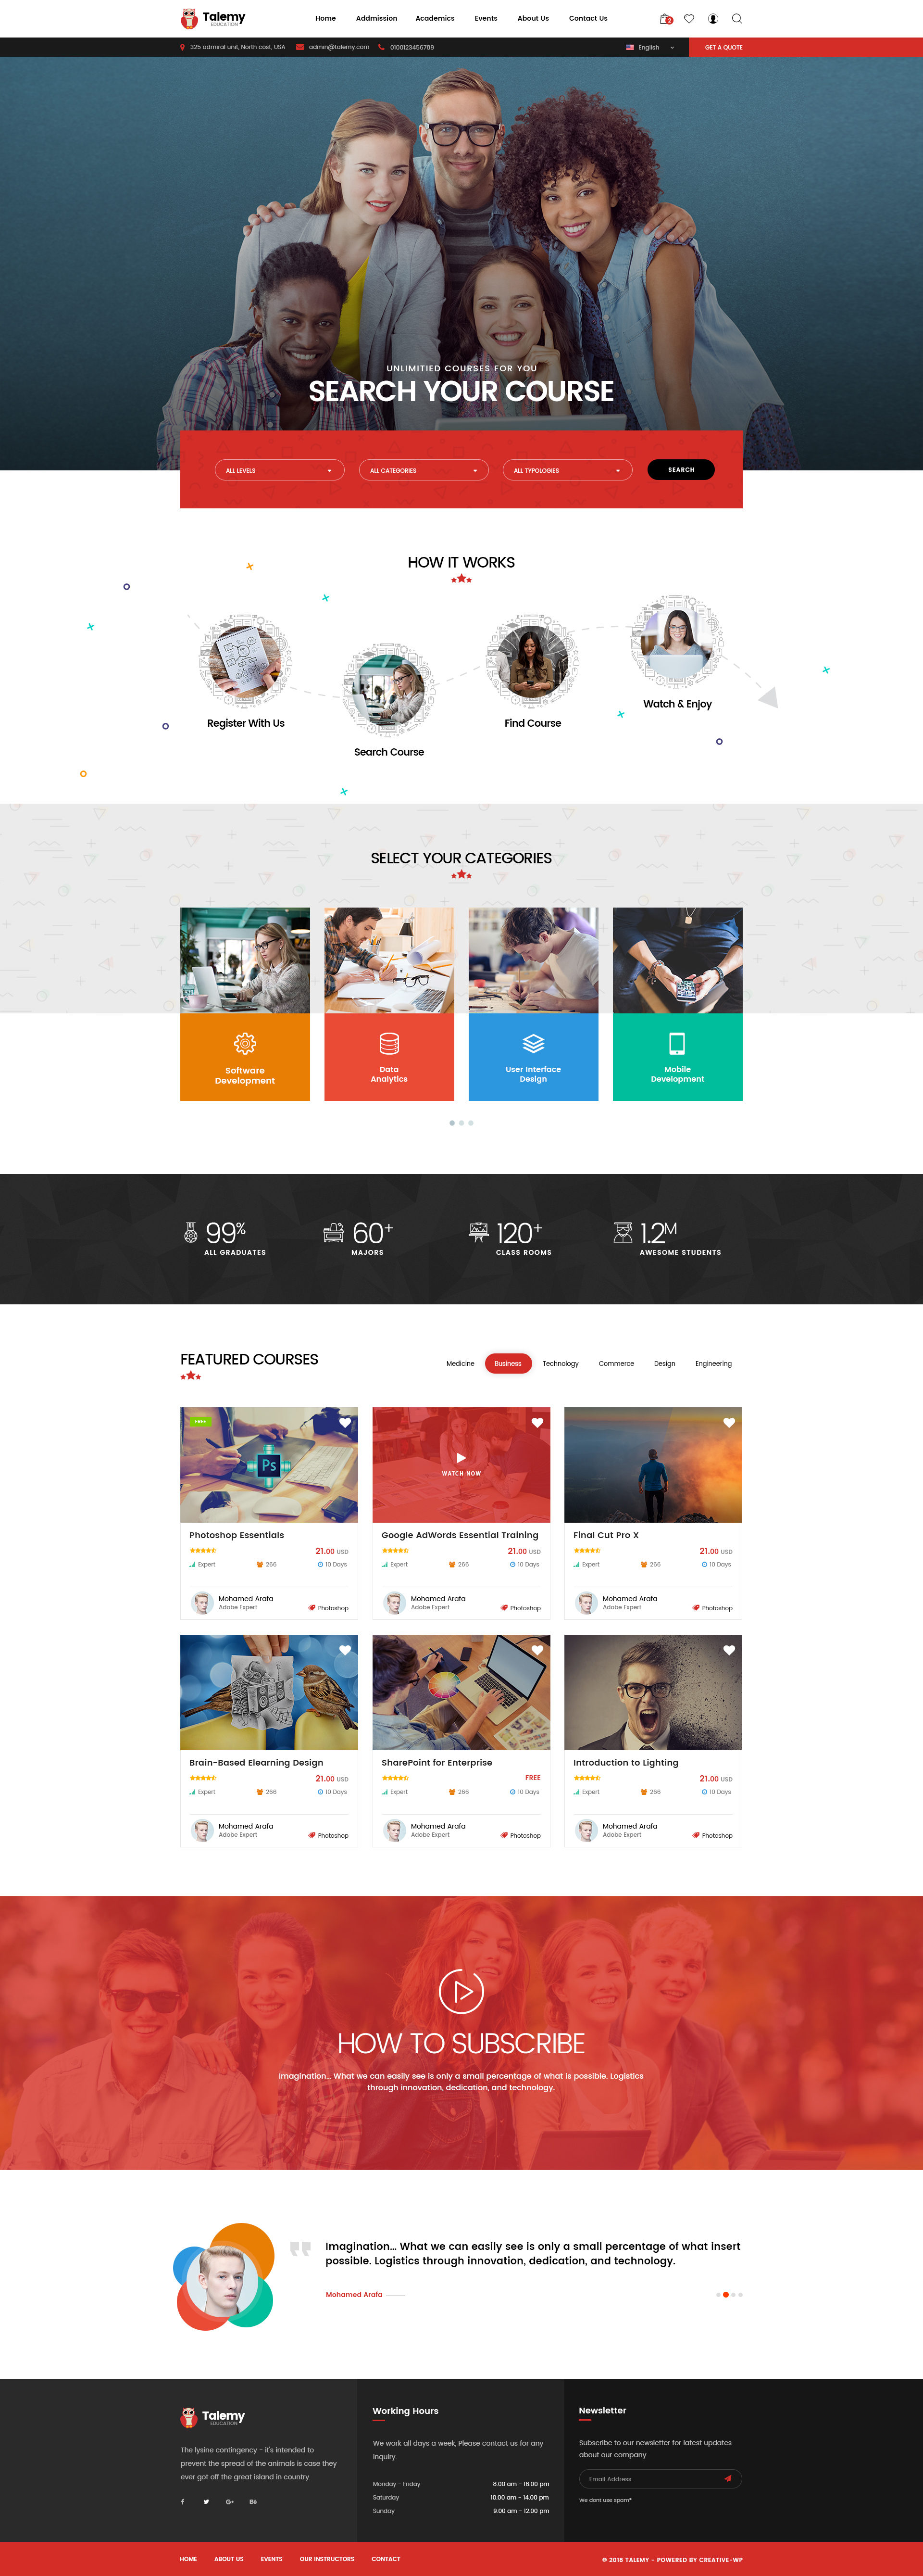 Talemy
EDUCATION
Home Addmission Academics Events About Us Contact Us
2
325 admiral unit, North cost, USA admin@talemy.com 0100123456789 English GET A QUOTE
UNLIMITIED COURSES FOR YOU
SEARCH YOUR COURSE
ALL LEVELS ALL CATEGORIES ALL TYPOLOGIES SEARCH
HOW IT WORKS
Register With Us
Search Course
Find Course
Watch & Enjoy
SELECT YOUR CATEGORIES
Software
Development
Data
Analytics
User Interface
Design
Mobile
Development
99%
ALL GRADUATES
60+
MAJORS
120+
CLASS ROOMS
1.2M
AWESOME STUDENTS
FEATURED COURSES
Medicine Business Technology Commerce Design Engineering
FREE
Ps
Photoshop Essentials
21.00 USD
Expert 266 10 Days
Mohamed Arafa
Adobe Expert
Photoshop
WATCH NOW
Google AdWords Essential Training
21.00 USD
Expert 266 10 Days
Mohamed Arafa
Adobe Expert
Photoshop
Final Cut Pro X
21.00 USD
Expert 266 10 Days
Mohamed Arafa
Adobe Expert
Photoshop
Brain-Based Elearning Design
21.00 USD
Expert 266 10 Days
Mohamed Arafa
Adobe Expert
Photoshop
SharePoint for Enterprise
FREE
Expert 266 10 Days
Mohamed Arafa
Adobe Expert
Photoshop
Introduction to Lighting
21.00 USD
Expert 266 10 Days
Mohamed Arafa
Adobe Expert
Photoshop
HOW TO SUBSCRIBE
Imagination... What we can easily see is only a small percentage of what is possible. Logistics
through innovation, dedication, and technology.
Imagination... What we can easily see is only a small percentage of what insert
possible. Logistics through innovation, dedication, and technology.
Mohamed Arafa
Talemy
EDUCATION
The lysine contingency - it's intended to
prevent the spread of the animals is case they
ever got off the great island in country.
G+ Bē
Working Hours
We work all days a week, Please contact us for any
inquiry.
Monday - Friday 8.00 am - 16.00 pm
Saturday 10.00 am - 14.00 pm
Sunday 9.00 am - 12.00 pm
Newsletter
Subscribe to our newsletter for latest updates
about our company
Email Address
We dont use spam*
HOME ABOUT US EVENTS OUR INSTRUCTORS CONTACT
© 2018 TALEMY - POWERED BY CREATIVE-WP